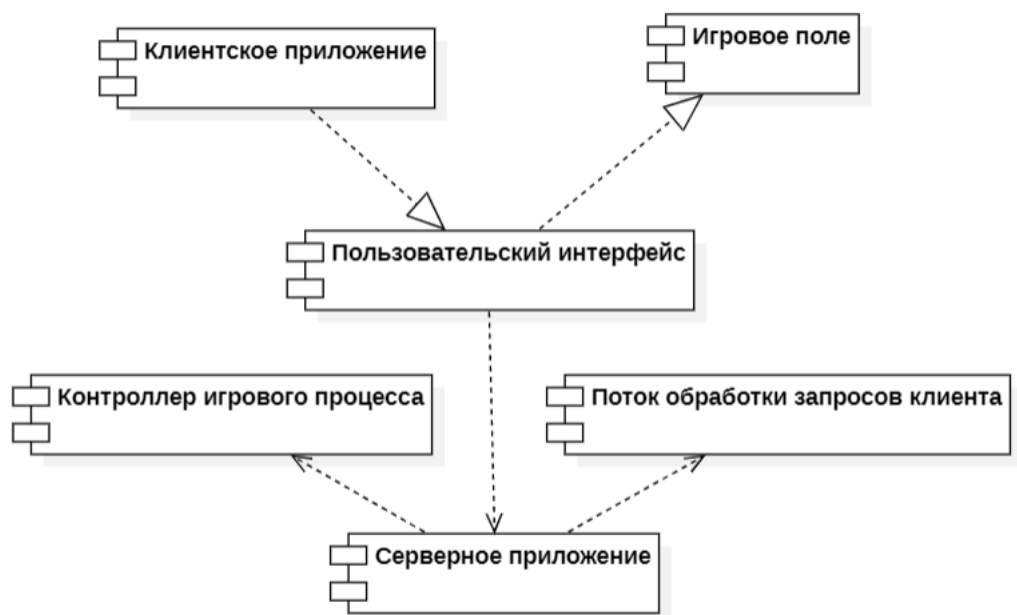 Клиентское приложение
Игровое поле
Пользовательский интерфейс
Контроллер игрового процесса
Поток обработки запросов клиента
Серверное приложение